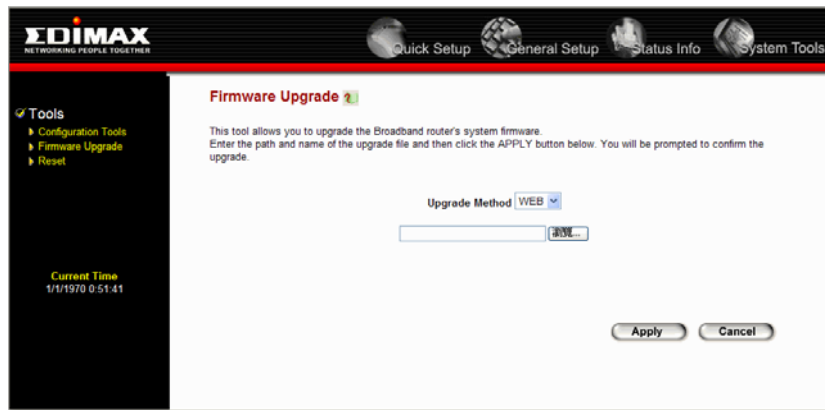 EDIMAX
NETWORKING PEOPLE TOGETHER
Quick Setup
General Setup
Status Info
System Tools
Tools
Configuration Tools
Firmware Upgrade
Reset
Current Time
1/1/1970 0:51:41
Firmware Upgrade
This tool allows you to upgrade the Broadband router's system firmware.
Enter the path and name of the upgrade file and then click the APPLY button below. You will be prompted to confirm the
upgrade.
Upgrade Method WEB
瀏覽...
Apply
Cancel